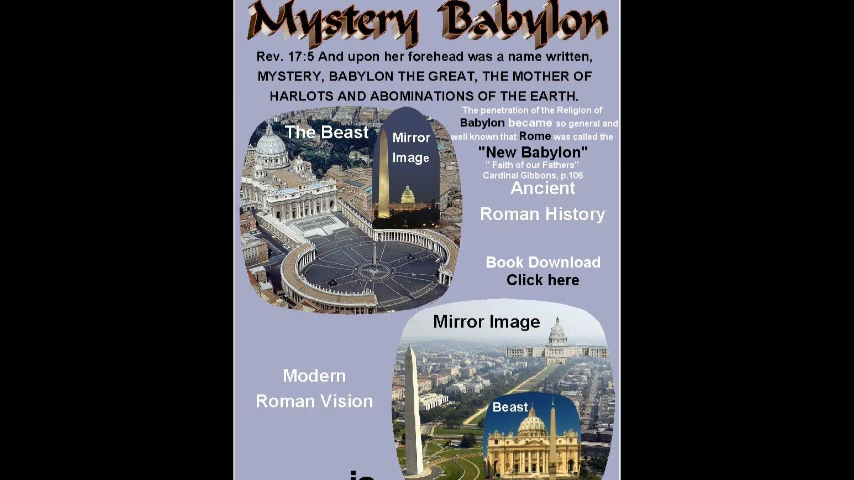 Mystery Babylon
Rev. 17:5 And upon her forehead was a name written,
MYSTERY, BABYLON THE GREAT, THE MOTHER OF
HARLOTS AND ABOMINATIONS OF THE EARTH.
The penetration of the Religion of
Babylon became so general and
well known that Rome was called the
"New Babylon"
" Faith of our Fathers"
Cardinal Gibbons, p.106
The Beast
Mirror
Image
Ancient
Roman History
Book Download
Click here
Mirror Image
Modern
Roman Vision
Beast
is